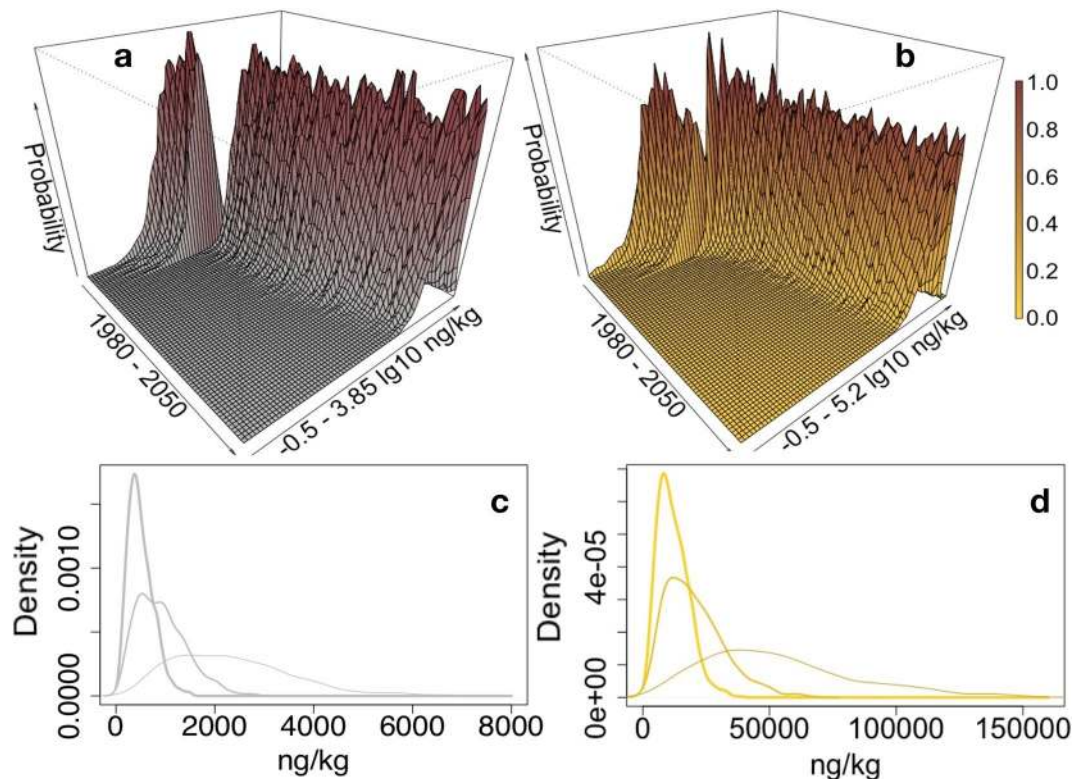 a
b
1.0
0.8
0.6
0.4
0.2
0.0
Probability
Probability
1980 - 2050
-0.5 - 3.85 lg10 ng/kg
1980 - 2050
-0.5 - 5.2 lg10 ng/kg
c
d
Density
0.0000 0.0010
0 2000 4000 6000 8000
ng/kg
Density
0e+00 4e-05
0 50000 100000 150000
ng/kg